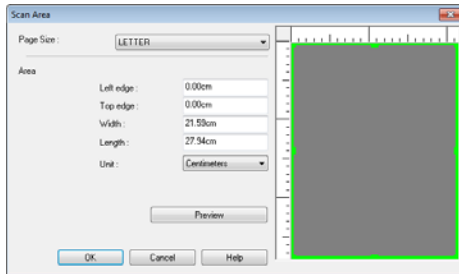 Scan Area
Page Size :
LETTER
Area
Left edge :
0.00cm
Top edge :
0.00cm
Width :
21.59cm
Length :
27.94cm
Unit :
Centimeters
Preview
OK
Cancel
Help